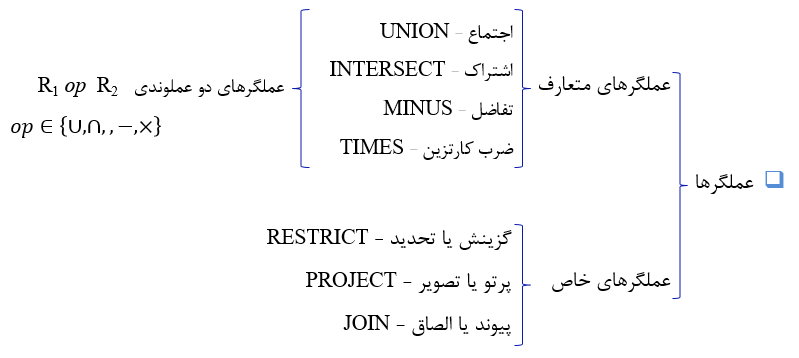 عملگرها
عملگرهای متعارف
اجتماع – UNION
اشتراک – INTERSECT
تفاضل – MINUS
ضرب کارتزین – TIMES
عملگرهای دو عملوندی R₁ op R₂
op ∈ {∪,∩, , −,×}
عملگرهای خاص
گزینش یا تحدید – RESTRICT
پرتو یا تصویر – PROJECT
پیوند یا الصاق – JOIN